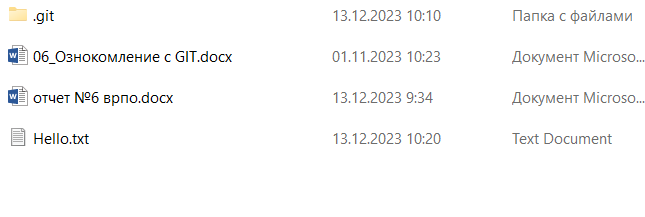 .git 13.12.2023 10:10 Папка с файлами
06_Ознокомление с GIT.docx 01.11.2023 10:23 Документ Microso...
отчет №6 врпо.docx 13.12.2023 9:34 Документ Microso...
Hello.txt 13.12.2023 10:20 Text Document